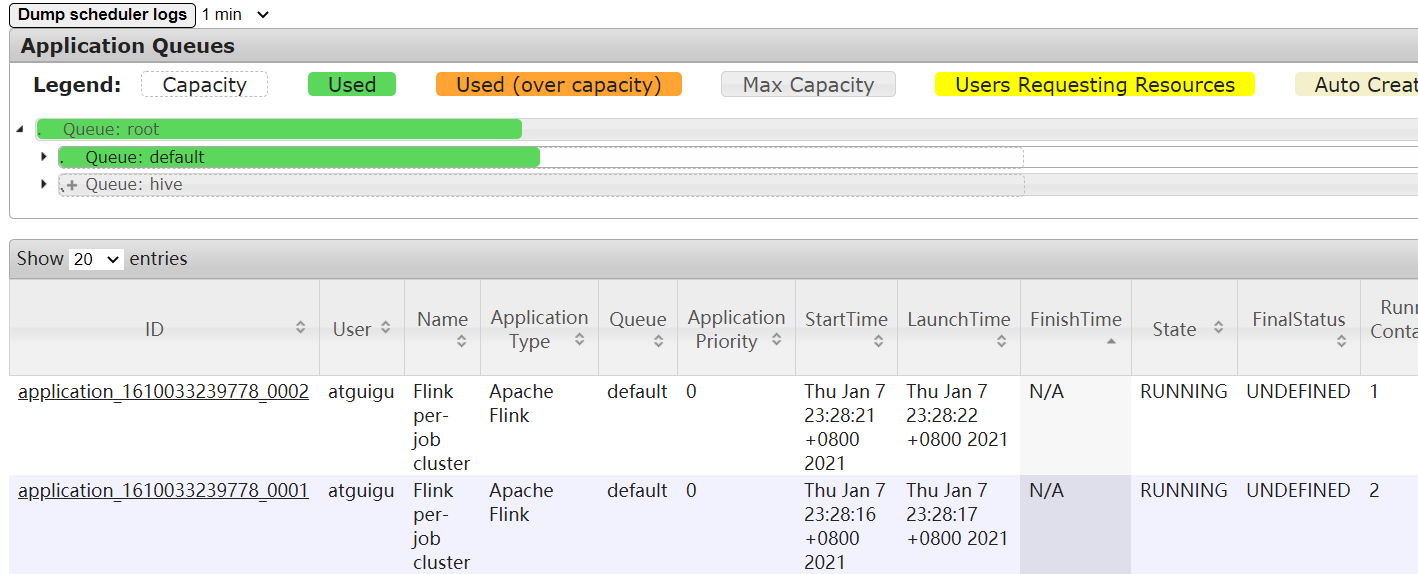 Dump scheduler logs 1 min
Application Queues
Legend: Capacity Used Used (over capacity) Max Capacity Users Requesting Resources Auto Creat
. Queue: root
. Queue: default
+ Queue: hive
Show 20 entries
ID User Name Application Type Queue Application Priority StartTime LaunchTime FinishTime State FinalStatus Runn Conta
application_1610033239778_0002 atguigu Flink per-job cluster Apache Flink default 0 Thu Jan 7 23:28:21 +0800 2021 Thu Jan 7 23:28:22 +0800 2021 N/A RUNNING UNDEFINED 1
application_1610033239778_0001 atguigu Flink per-job cluster Apache Flink default 0 Thu Jan 7 23:28:16 +0800 2021 Thu Jan 7 23:28:17 +0800 2021 N/A RUNNING UNDEFINED 2